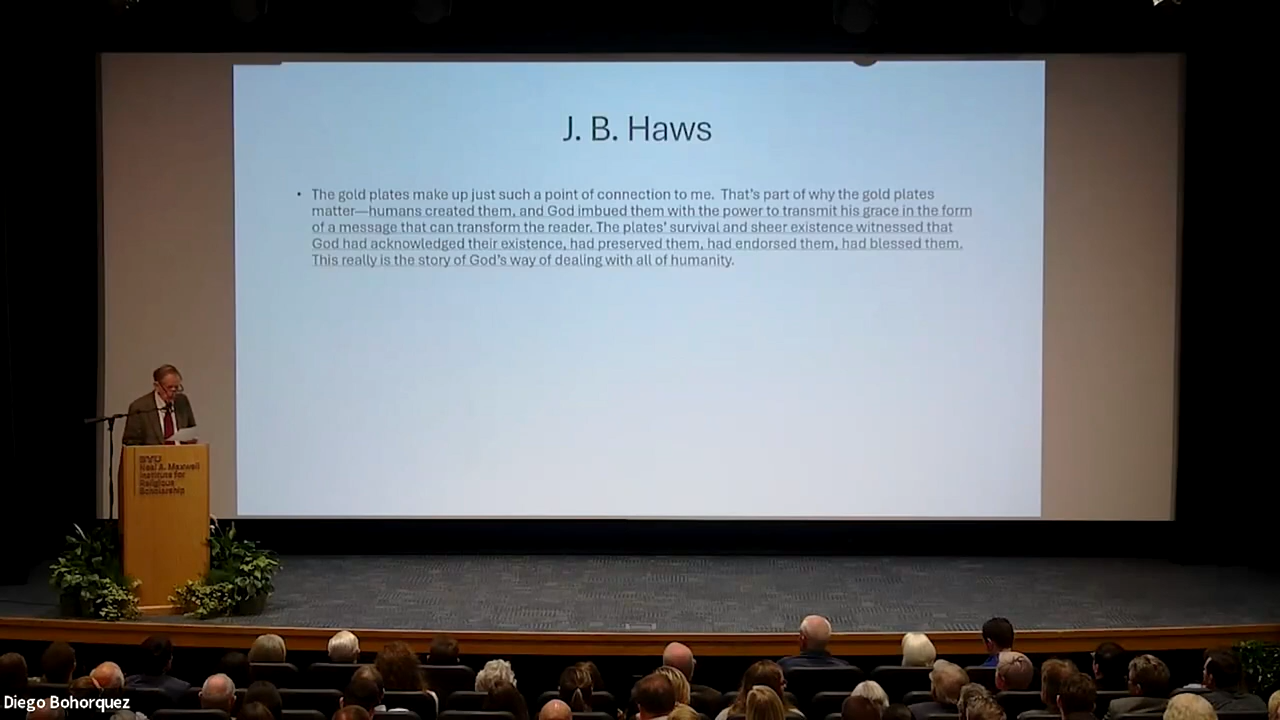 J. B. Haws
• The gold plates make up just such a point of connection to me.  That's part of why the gold plates
matter—humans created them, and God imbued them with the power to transmit his grace in the form
of a message that can transform the reader. The plates' survival and sheer existence witnessed that
God had acknowledged their existence, had preserved them, had endorsed them, had blessed them.
This really is the story of God's way of dealing with all of humanity.
BYU
Neal A. Maxwell
Institute for
Religious
Scholarship
Diego Bohorquez